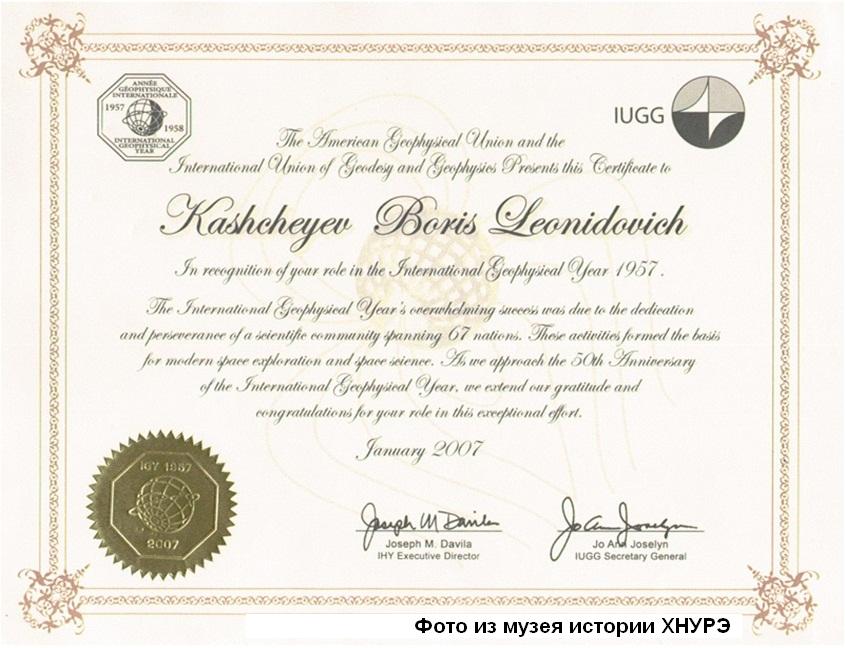 ANNÉE
GÉOPHYSIQUE
INTERNATIONALE
1957
1958
INTERNATIONAL
GEOPHYSICAL
YEAR
IUGG
The American Geophysical Union and the
International Union of Geodesy and Geophysics Presents this Certificate to
Kashcheyev Boris Leonidovich
In recognition of your role in the International Geophysical Year 1957.
The International Geophysical Year's overwhelming success was due to the dedication
and perseverance of a scientific community spanning 67 nations. These activities formed the basis
for modern space exploration and space science. As we approach the 50th Anniversary
of the International Geophysical Year, we extend our gratitude and
congratulations for your role in this exceptional effort.
January 2007
IGY 1957
2007
Joseph M Davila
Jo Ann Joselyn
Joseph M. Davila
Jo Ann Joselyn
IHY Executive Director
IUGG Secretary General
Фото из музея истории ХНУРЭ